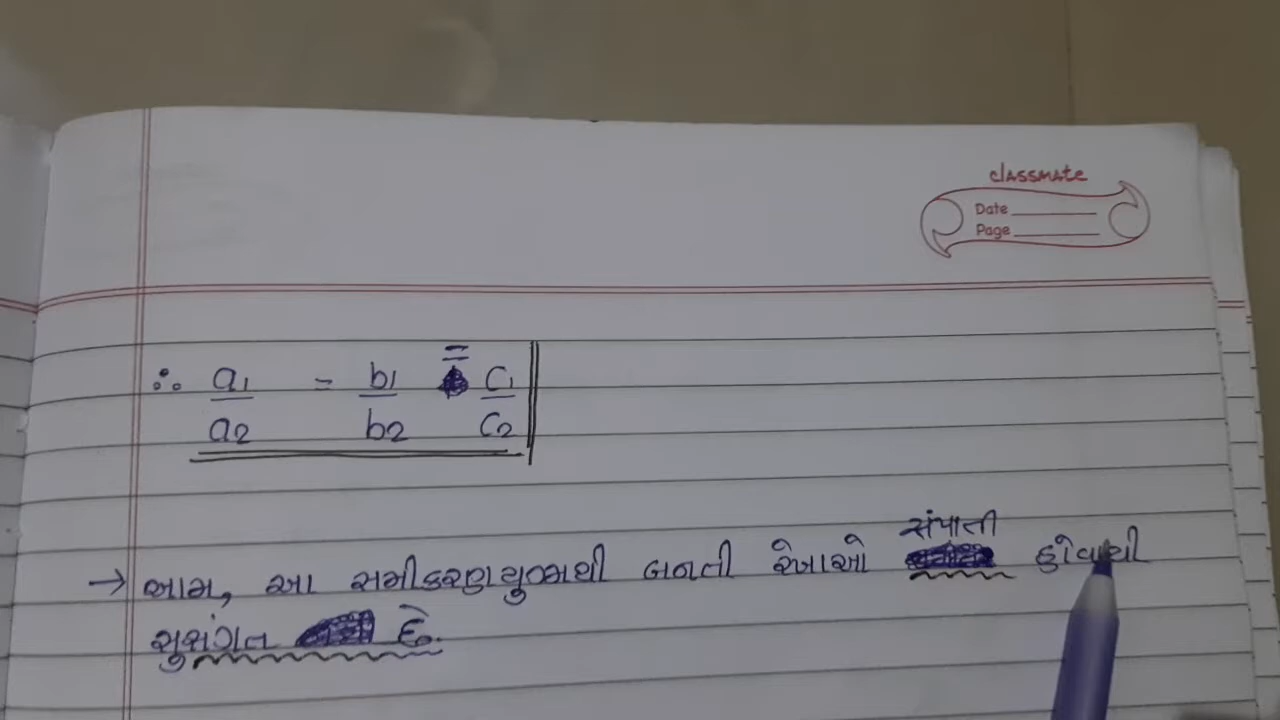 classmate
Date
Page
∴ a1/a2 = b1/b2 = c1/c2
→ આમ, આ સમીકરણયુગ્મથી બનતી રેખાઓ સંપાતી હોવાથી
સુસંગત છે.